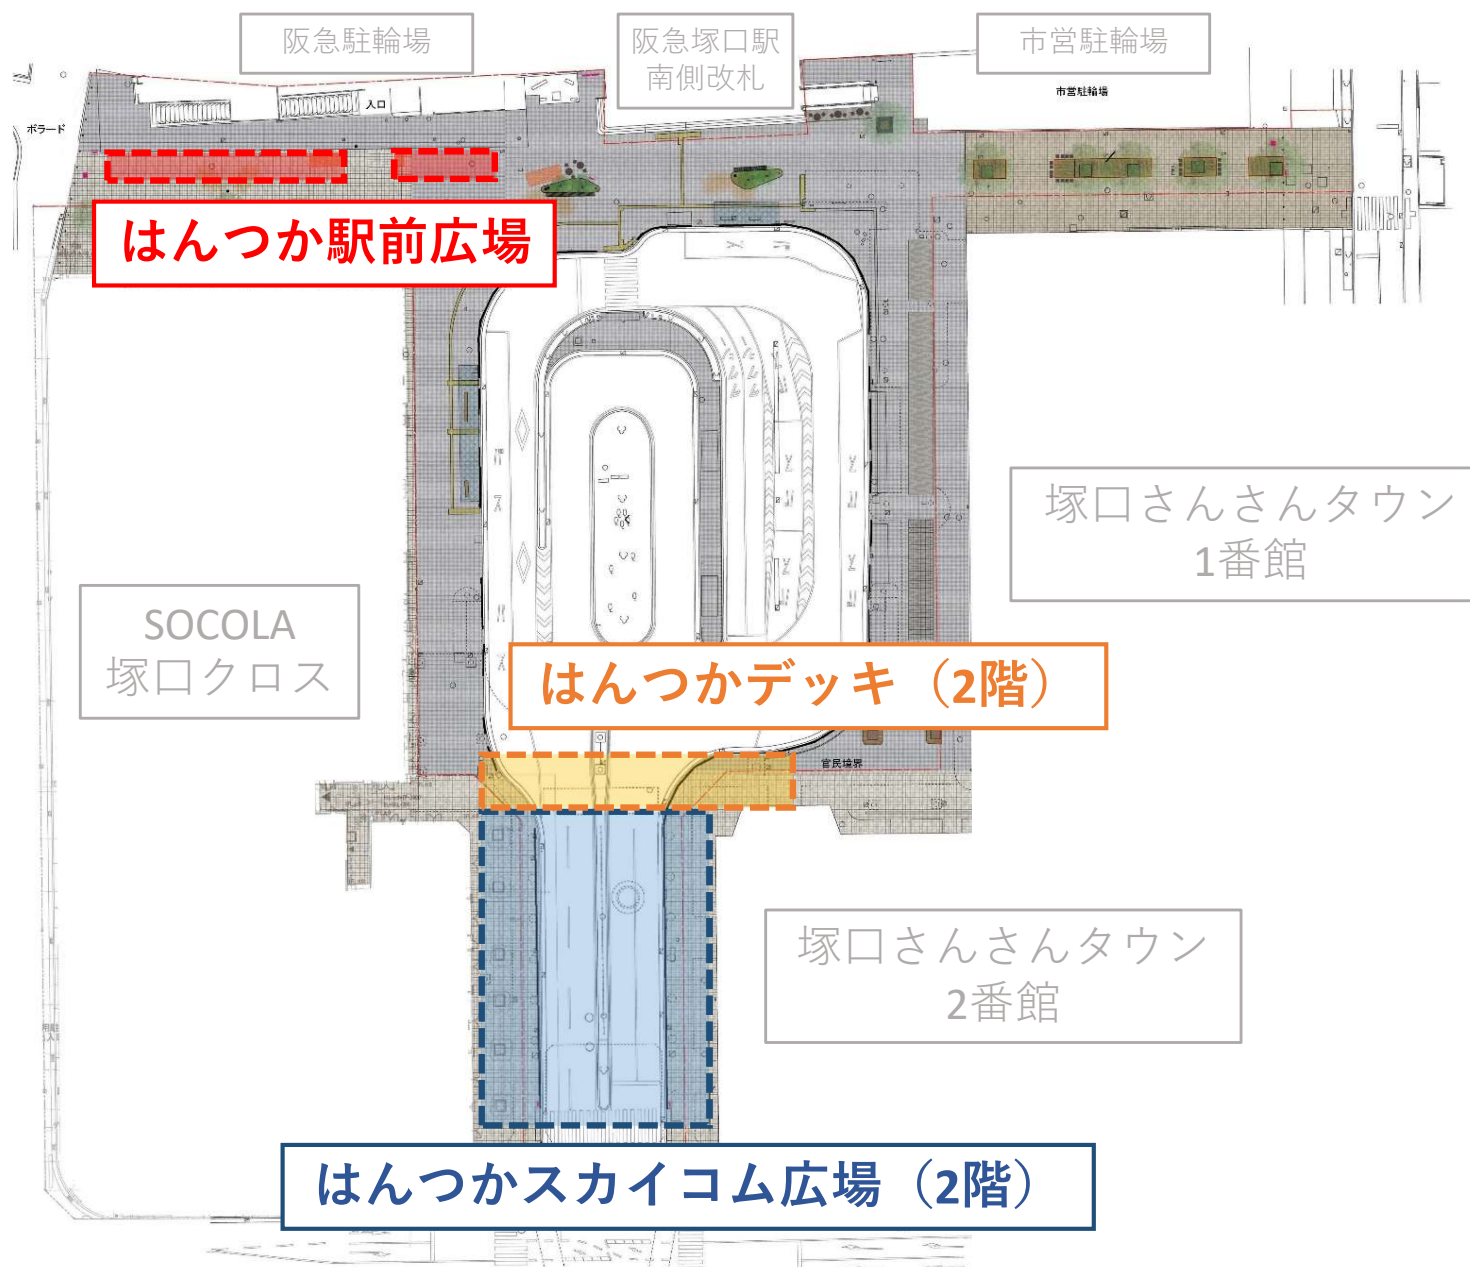 阪急駐輪場
阪急塚口駅
南側改札
市営駐輪場
市営駐輪場
入口
ボラード
はんつか駅前広場
塚口さんさんタウン
1番館
SOCOLA
塚口クロス
はんつかデッキ（2階）
官民境界
塚口さんさんタウン
2番館
はんつかスカイコム広場（2階）